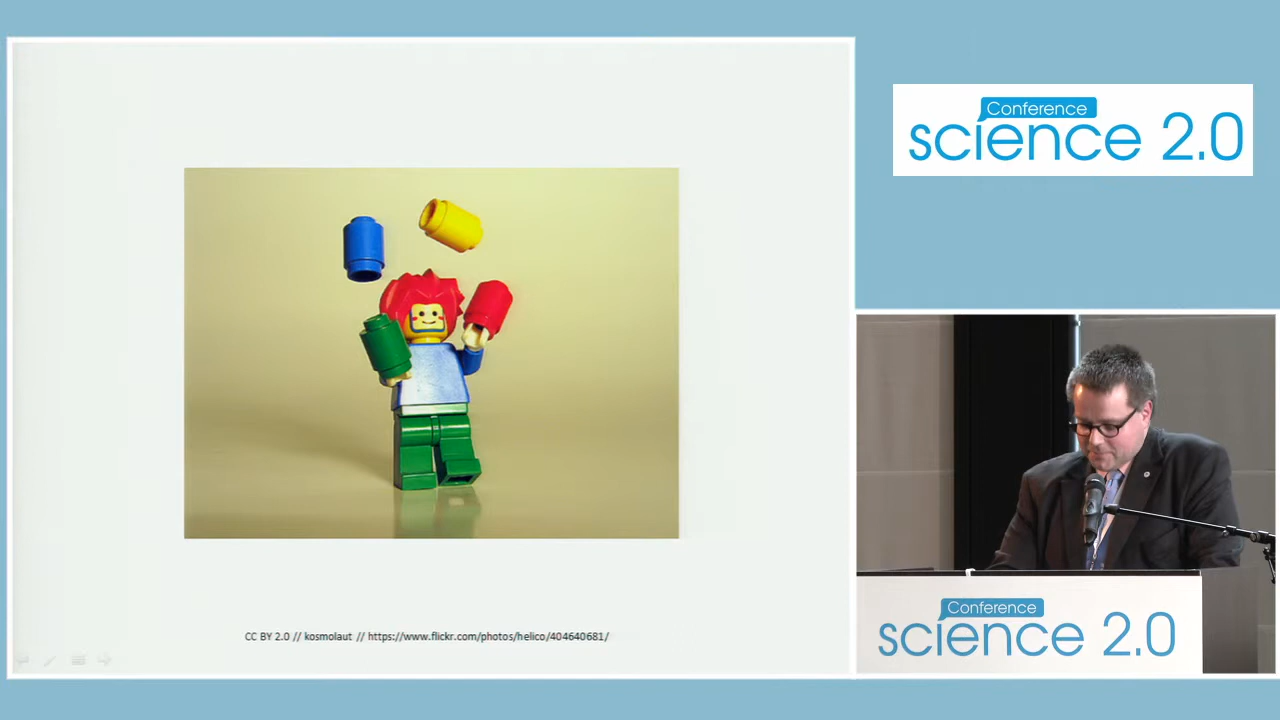 CC BY 2.0 // kosmolaut // https://www.flickr.com/photos/helico/404640681/
Conference
science 2.0
Conference
science 2.0